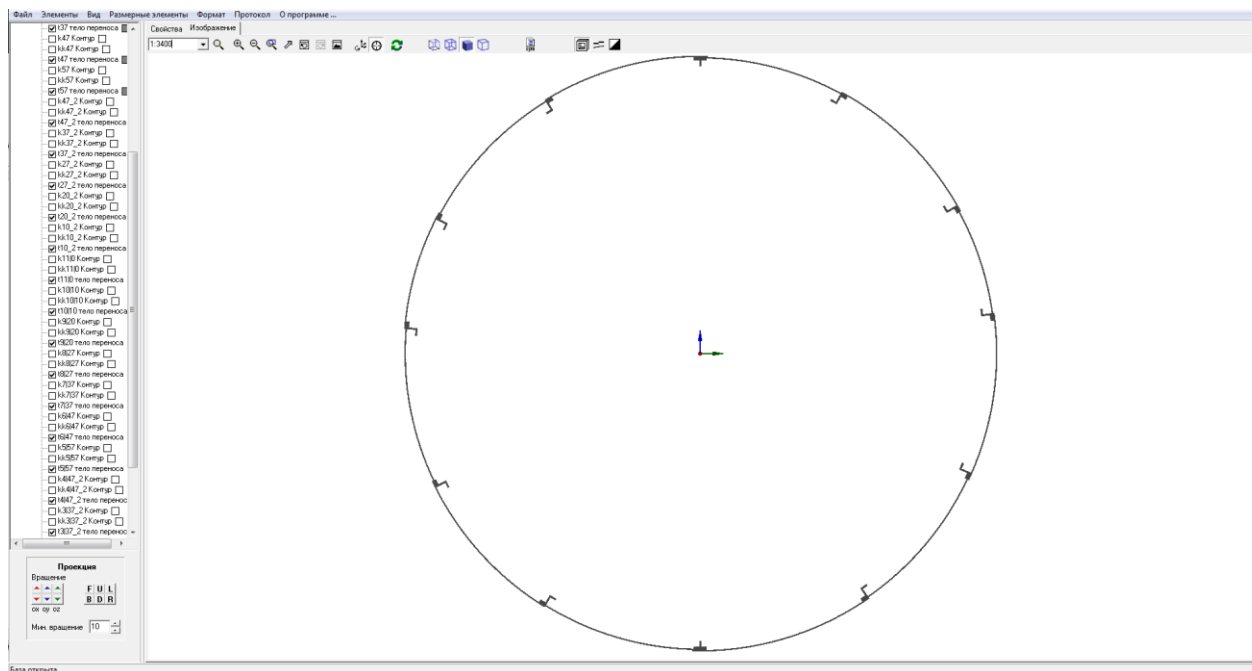 Файл Элементы Вид Размерные элементы Формат Протокол О программе ...
Свойства Изображение
1:3400
t37 тело переноса
k47 Контур
kk47 Контур
t47 тело переноса
k57 Контур
kk57 Контур
t57 тело переноса
k47_2 Контур
kk47_2 Контур
t47_2 тело переноса
k37_2 Контур
kk37_2 Контур
t37_2 тело переноса
k27_2 Контур
kk27_2 Контур
t27_2 тело переноса
k20_2 Контур
kk20_2 Контур
t20_2 тело переноса
k10_2 Контур
kk10_2 Контур
t10_2 тело переноса
k11|0 Контур
kk11|0 Контур
t11|0 тело переноса
k10|10 Контур
kk10|10 Контур
t10|10 тело переноса
k9|20 Контур
kk9|20 Контур
t9|20 тело переноса
k8|27 Контур
kk8|27 Контур
t8|27 тело переноса
k7|37 Контур
kk7|37 Контур
t7|37 тело переноса
k6|47 Контур
kk6|47 Контур
t6|47 тело переноса
k5|57 Контур
kk5|57 Контур
t5|57 тело переноса
k4|47_2 Контур
kk4|47_2 Контур
t4|47_2 тело перенос
k3|37_2 Контур
kk3|37_2 Контур
t3|37_2 тело перенос
Проекция
Вращение
F U L
B D R
ox oy oz
Мин. вращение 10
База открыта